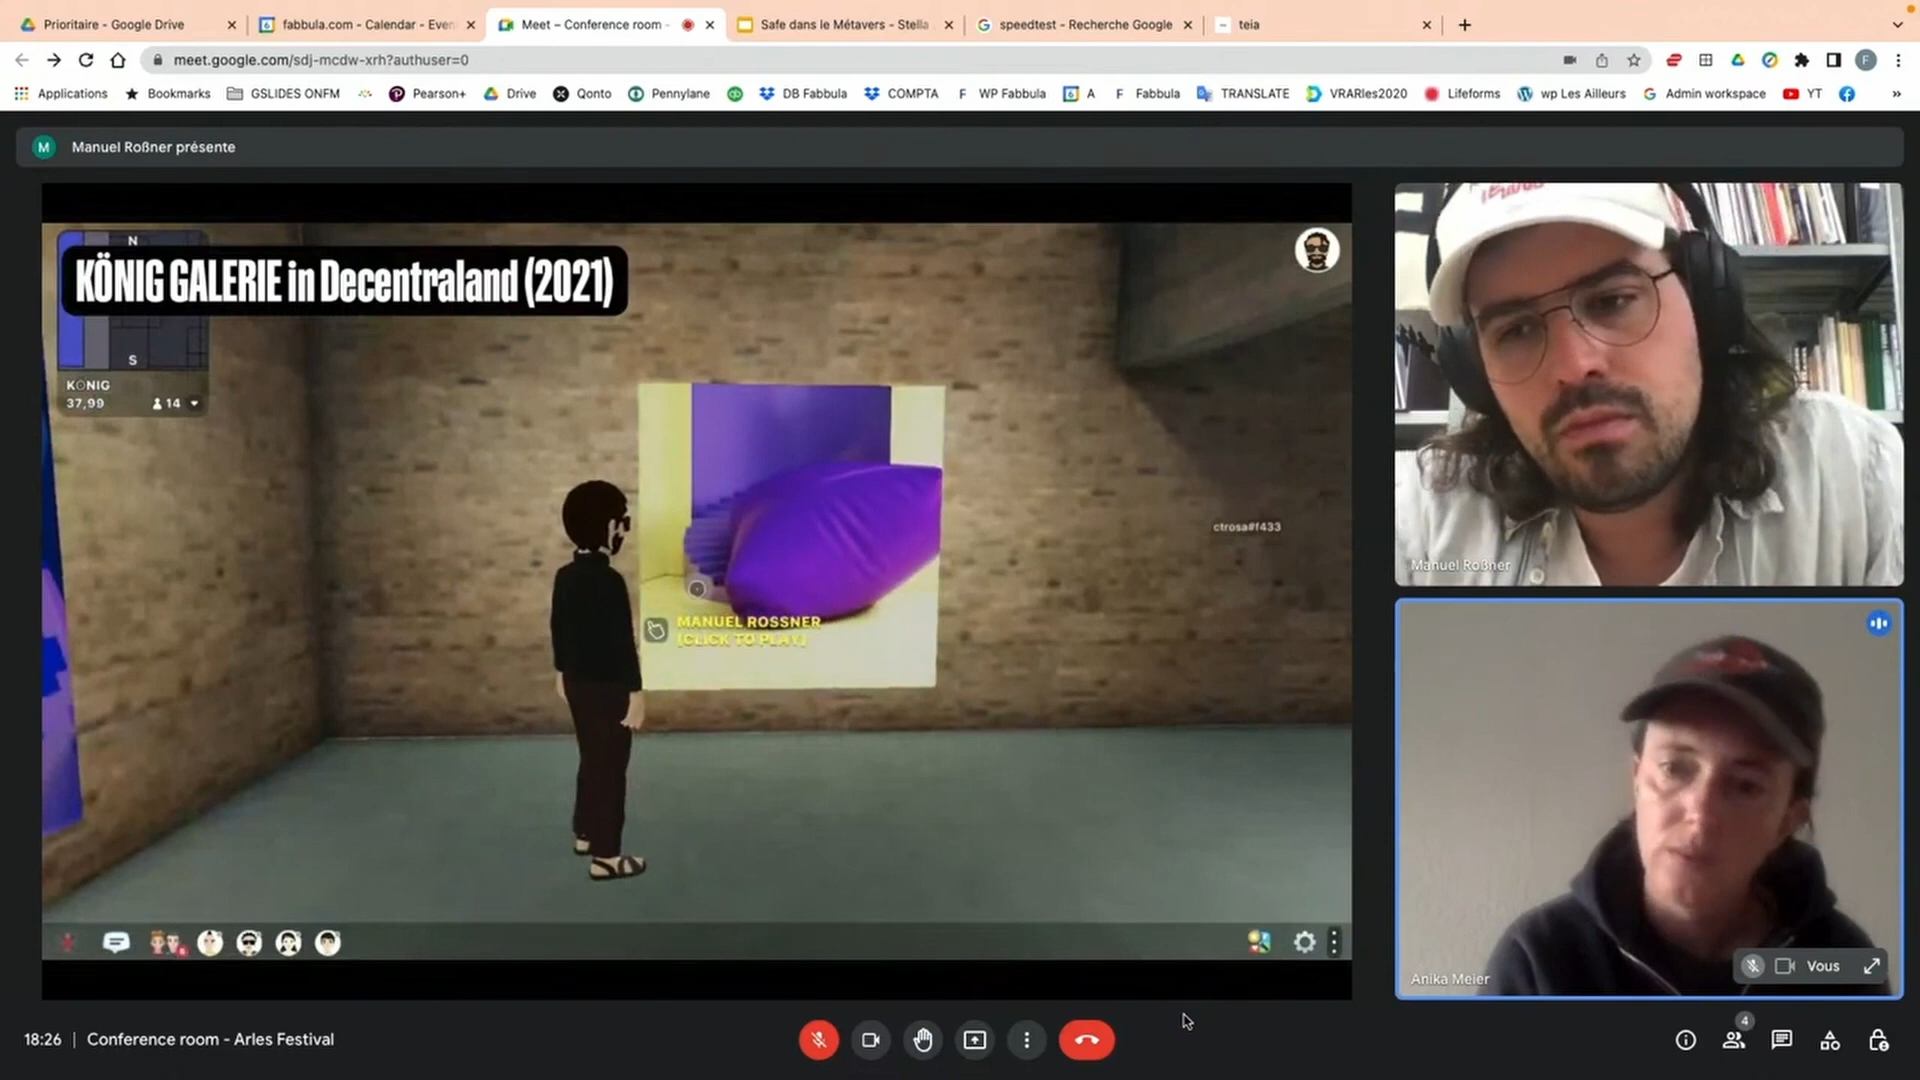 Prioritaire - Google Drive
fabbula.com - Calendar - Even
Meet – Conference room -
Safe dans le Métavers - Stella
speedtest - Recherche Google
teia
meet.google.com/sdj-mcdw-xrh?authuser=0
F
Applications
Bookmarks
GSLIDES ONFM
Pearson+
Drive
Qonto
Pennylane
DB Fabbula
COMPTA
F WP Fabbula
A
F Fabbula
TRANSLATE
VRARles2020
Lifeforms
wp Les Ailleurs
Admin workspace
YT
»
M Manuel Roßner présente
N
KÖNIG GALERIE in Decentraland (2021)
S
KÖNIG
37,99
14
ctrosa#f433
MANUEL ROSSNER
[CLICK TO PLAY]
Manuel Roßner
Anika Meier
Vous
18:26 | Conference room - Arles Festival
4